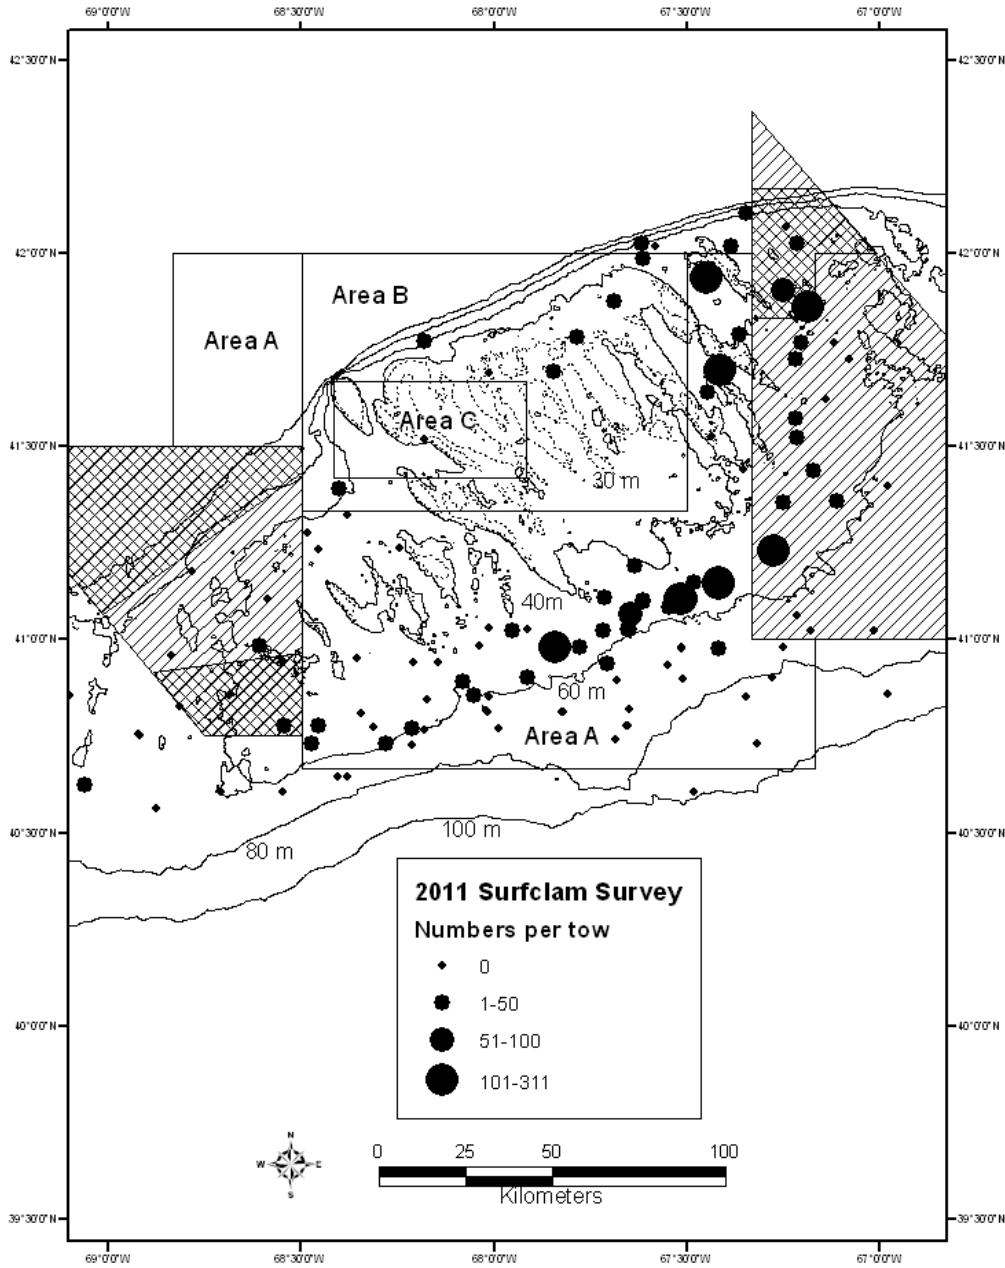 69°0'0"W 68°30'0"W 68°0'0"W 67°30'0"W 67°0'0"W
42°30'0"N 42°30'0"N
42°0'0"N 42°0'0"N
Area B
Area A
Area C
41°30'0"N 41°30'0"N
30 m
40m
41°0'0"N 41°0'0"N
60 m
Area A
40°30'0"N 40°30'0"N
100 m
80 m
2011 Surfclam Survey
Numbers per tow
0
1-50
51-100
101-311
40°0'0"N 40°0'0"N
N
W E
S
0 25 50 100
Kilometers
39°30'0"N 39°30'0"N
69°0'0"W 68°30'0"W 68°0'0"W 67°30'0"W 67°0'0"W